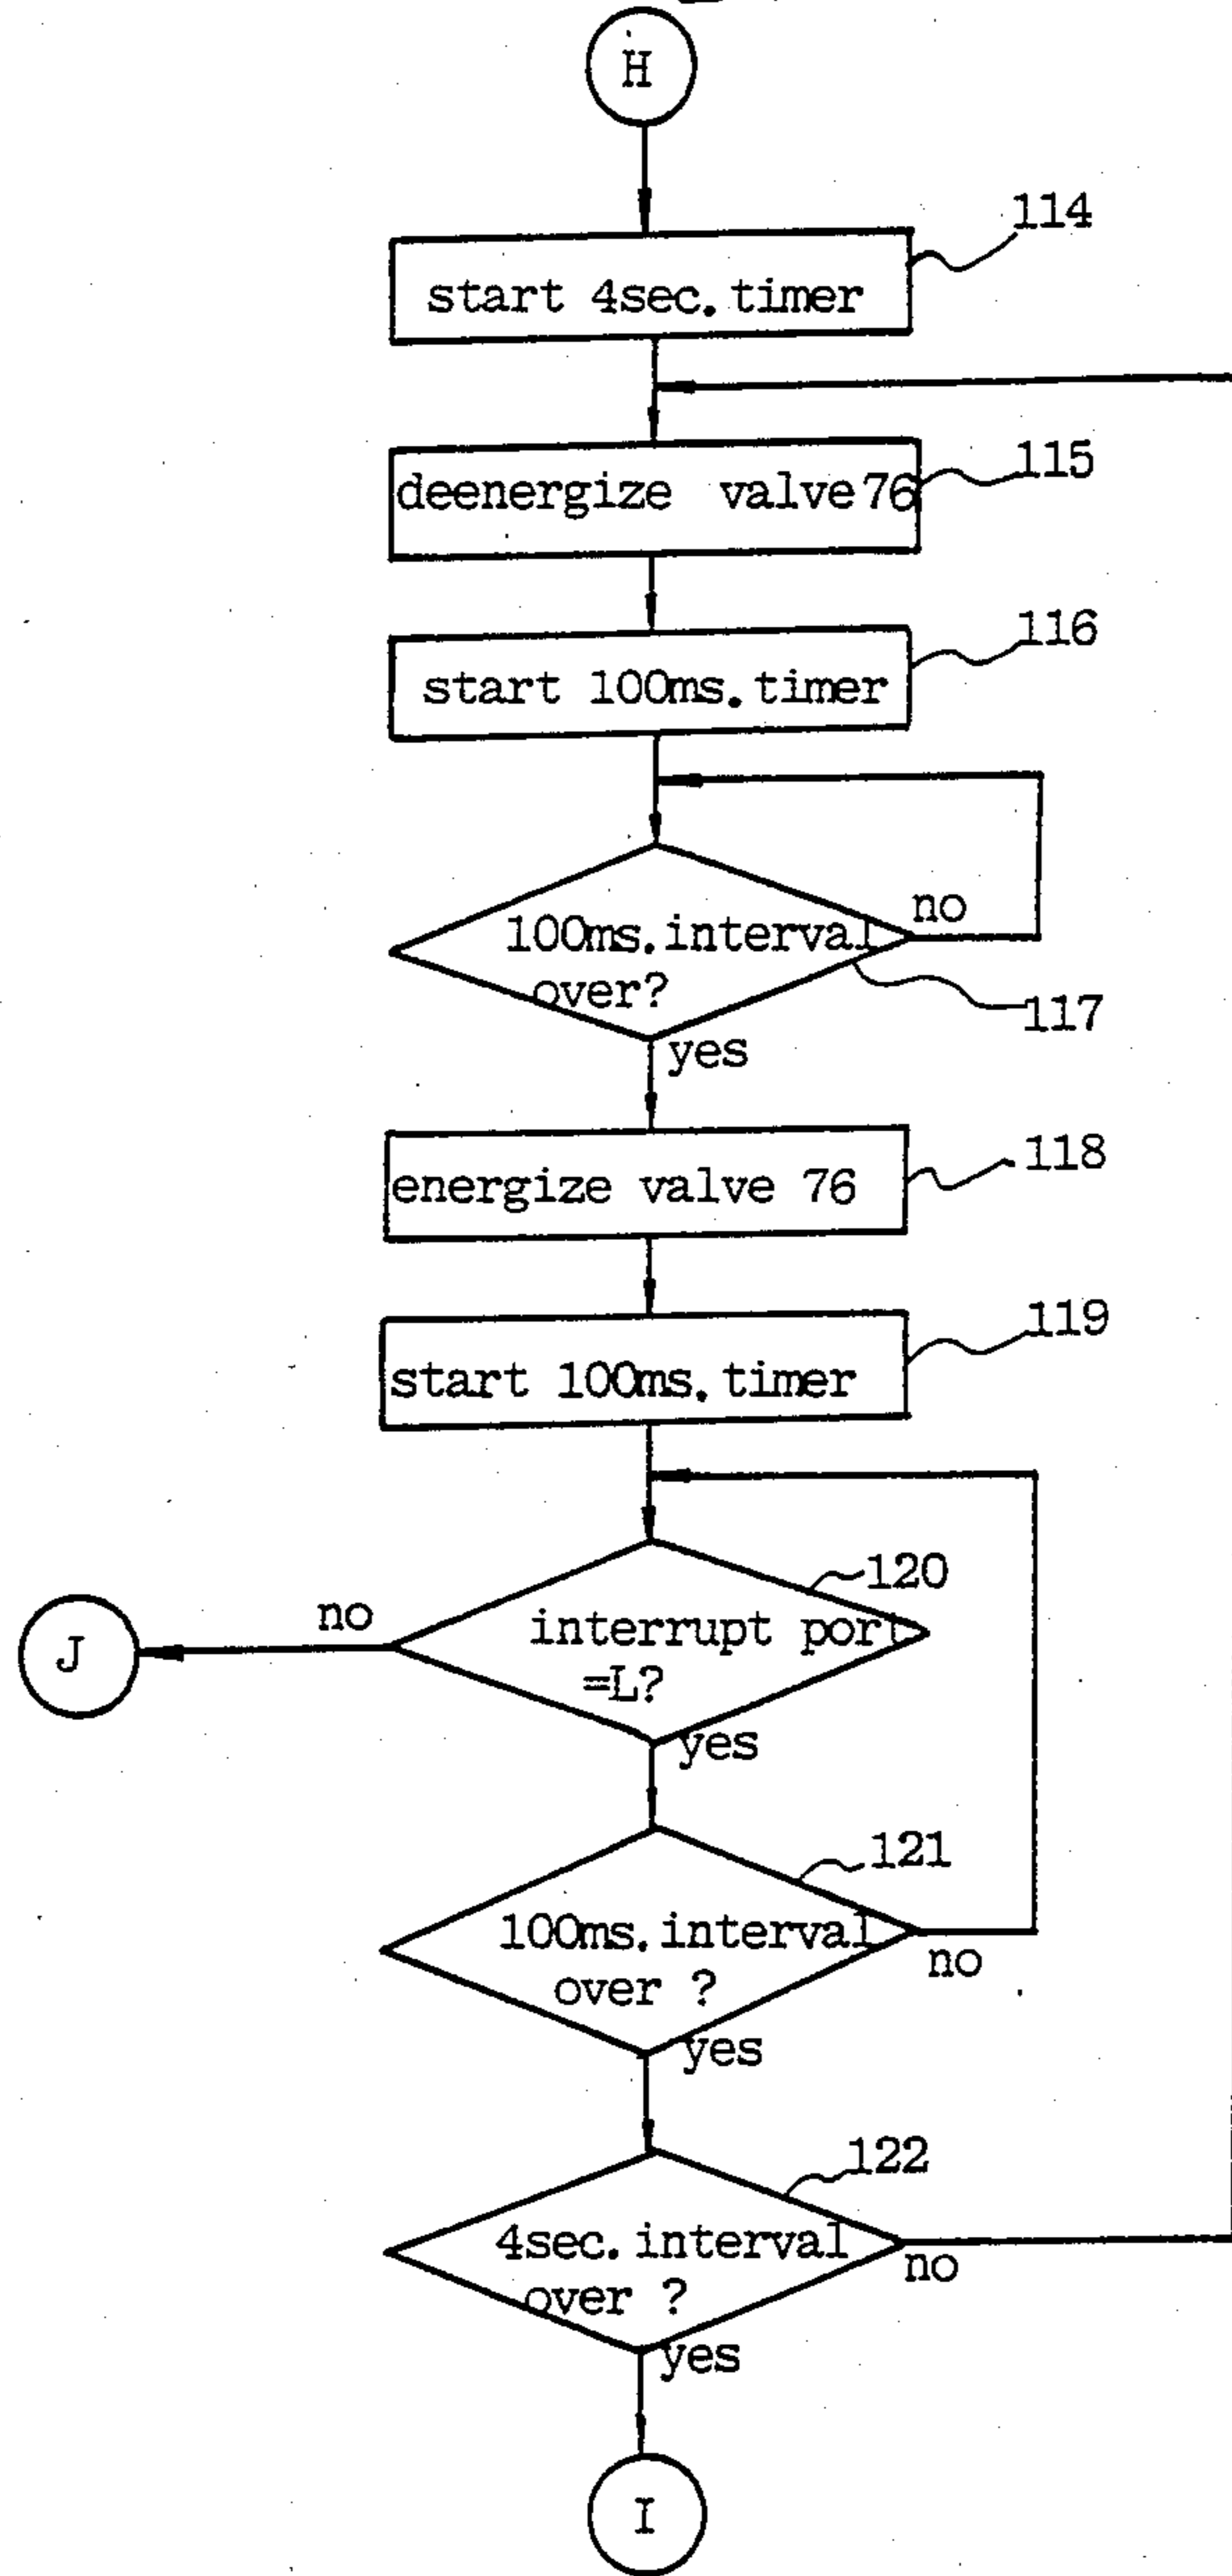 H
114
start 4sec. timer
115
deenergize valve 76
116
start 100ms. timer
no
100ms. interval
over?
117
yes
118
energize valve 76
119
start 100ms. timer
120
no
interrupt port
=L?
J
yes
121
100ms. interval
over ?
no
yes
122
4sec. interval
over ?
no
yes
I